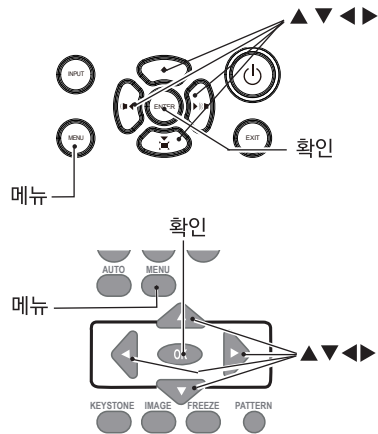 ▲ ▼ ◀ ▶
INPUT
ENTER
MENU
EXIT
확인
메뉴
확인
AUTO MENU
메뉴
OK
▲▼◀▶
KEYSTONE IMAGE FREEZE PATTERN